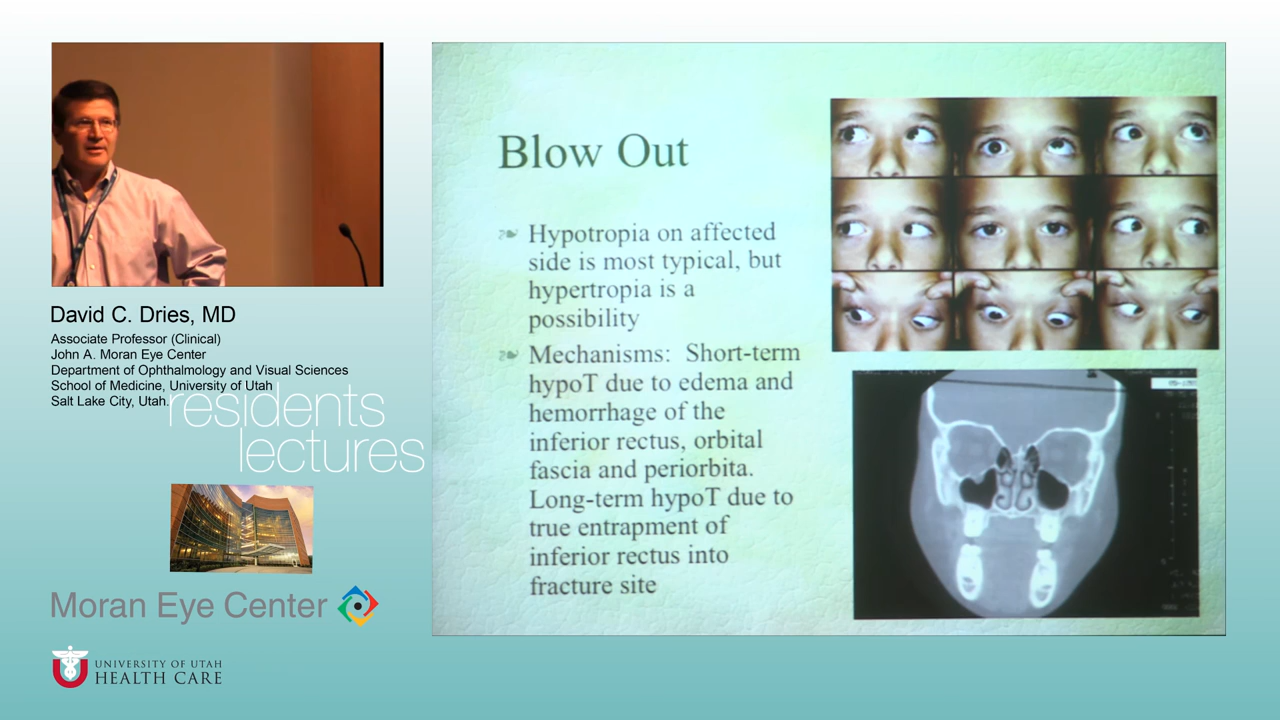 David C. Dries, MD
Associate Professor (Clinical)
John A. Moran Eye Center
Department of Ophthalmology and Visual Sciences
School of Medicine, University of Utah
Salt Lake City, Utah.
residents
lectures
Moran Eye Center
UNIVERSITY OF UTAH
HEALTH CARE
Blow Out
Hypotropia on affected
side is most typical, but
hypertropia is a
possibility
Mechanisms: Short-term
hypoT due to edema and
hemorrhage of the
inferior rectus, orbital
fascia and periorbita.
Long-term hypoT due to
true entrapment of
inferior rectus into
fracture site